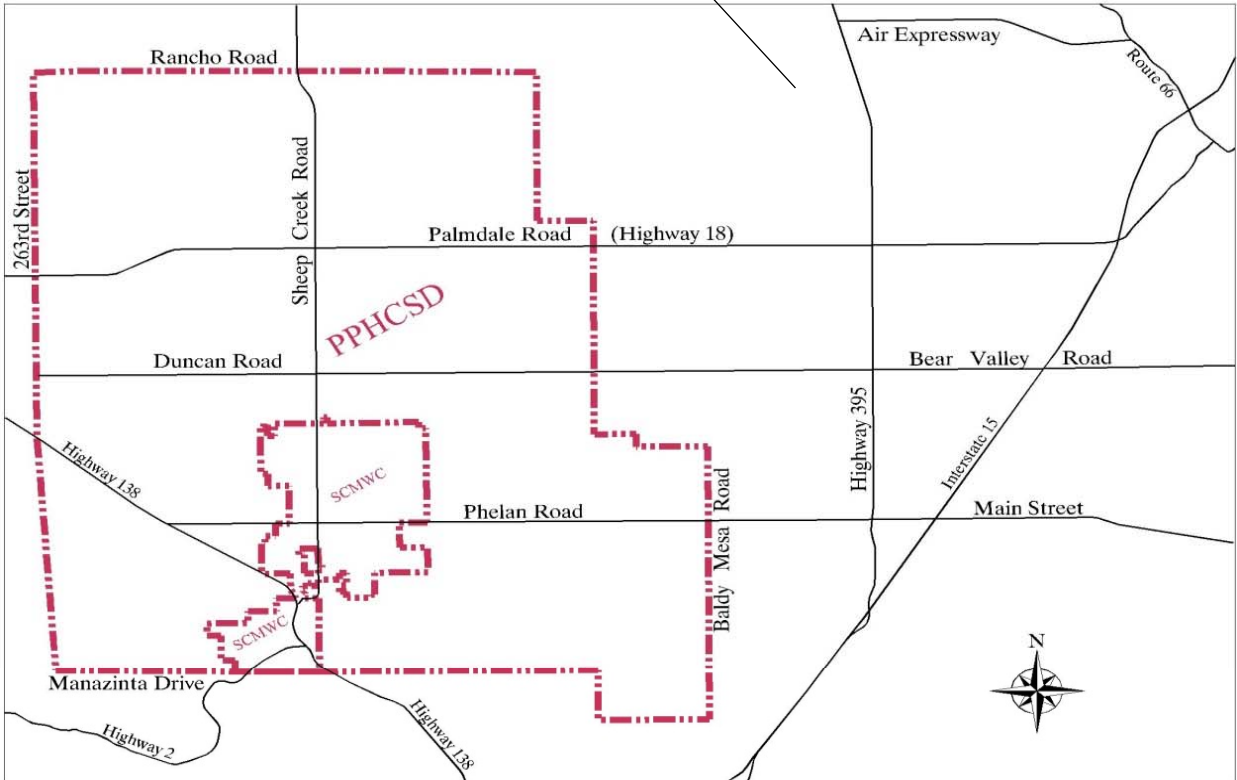 Air Expressway
Rancho Road
Route 66
263rd Street
Sheep Creek Road
Palmdale Road (Highway 18)
PPHCSD
Duncan Road
Bear Valley Road
Highway 395
Interstate 15
Highway 138
SCMWC
Phelan Road
Main Street
Baldy Mesa Road
SCMWC
N
Manazinta Drive
Highway 2
Highway 138